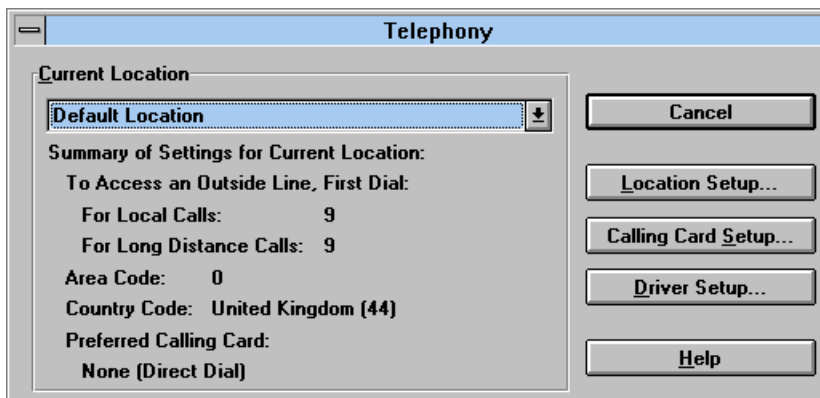 Telephony
Current Location
Default Location
Summary of Settings for Current Location:
To Access an Outside Line, First Dial:
For Local Calls: 9
For Long Distance Calls: 9
Area Code: 0
Country Code: United Kingdom (44)
Preferred Calling Card:
None (Direct Dial)
Cancel
Location Setup...
Calling Card Setup...
Driver Setup...
Help